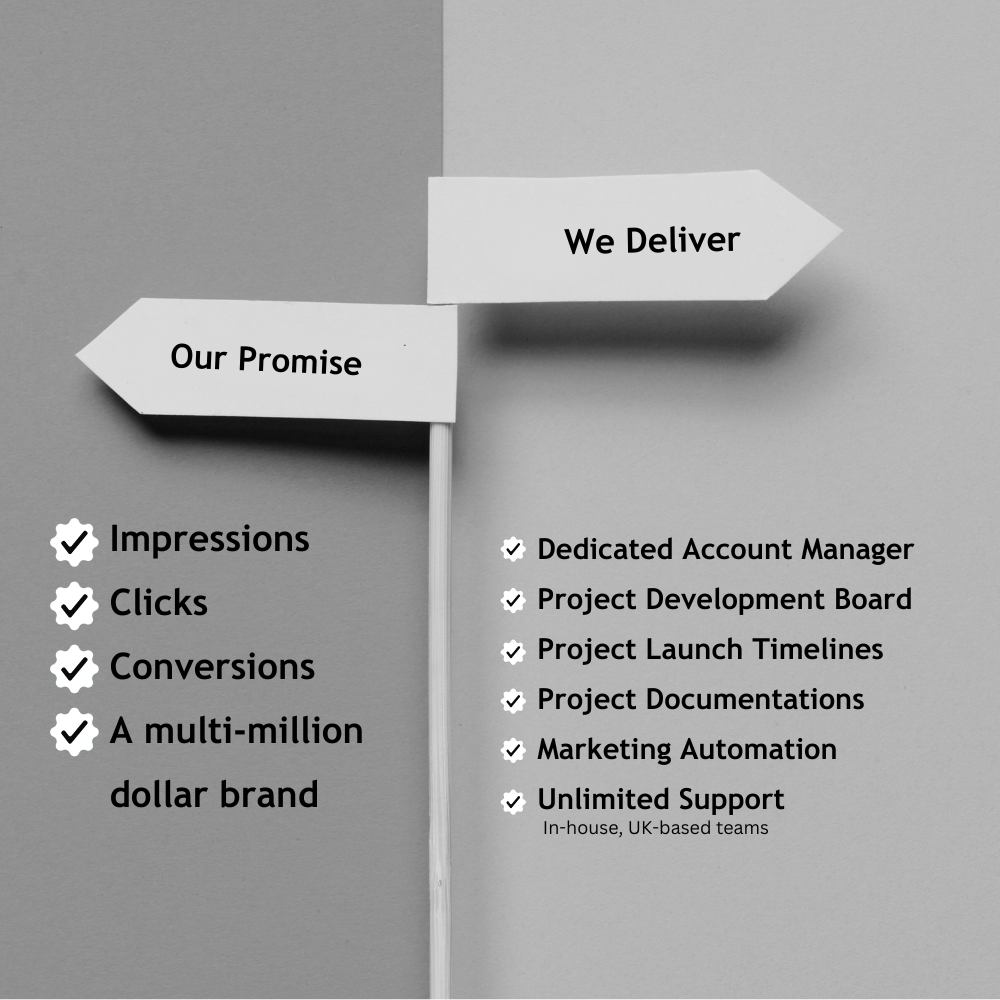 We Deliver
Our Promise
Impressions
Clicks
Conversions
A multi-million
dollar brand
Dedicated Account Manager
Project Development Board
Project Launch Timelines
Project Documentations
Marketing Automation
Unlimited Support
In-house, UK-based teams